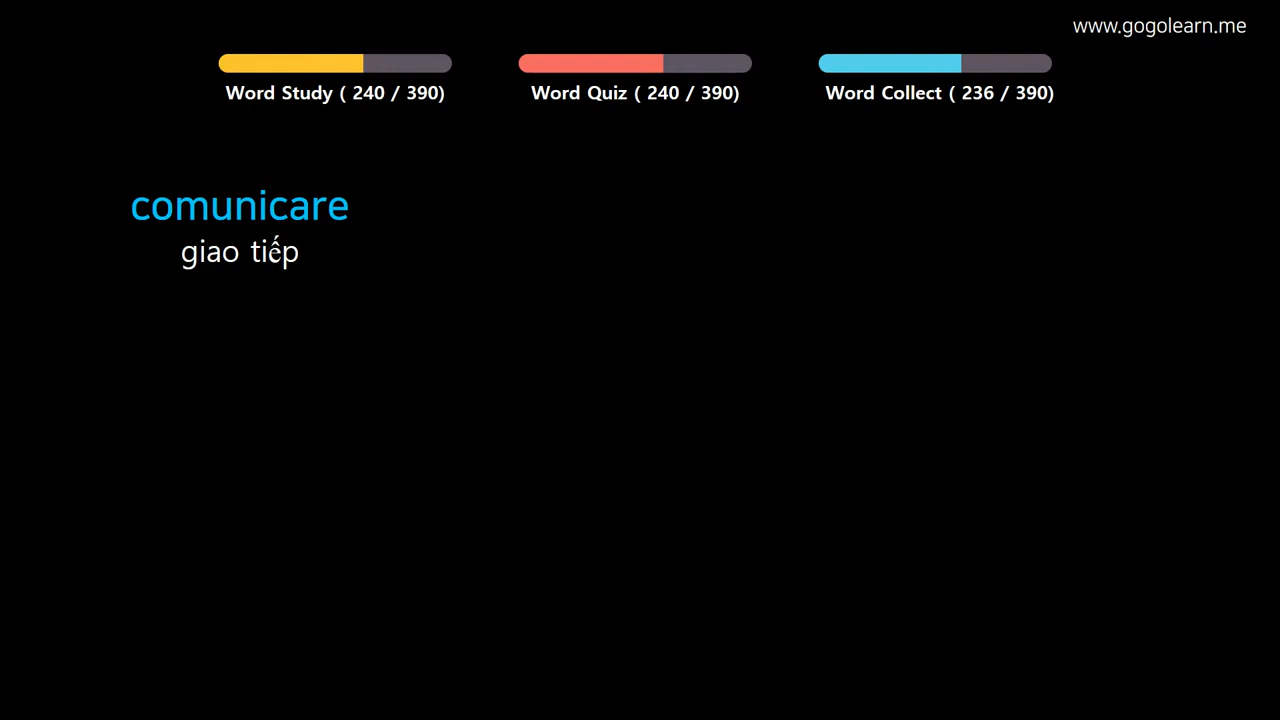 www.gogolearn.me
Word Study ( 240 / 390)
Word Quiz ( 240 / 390)
Word Collect ( 236 / 390)
comunicare
giao tiếp